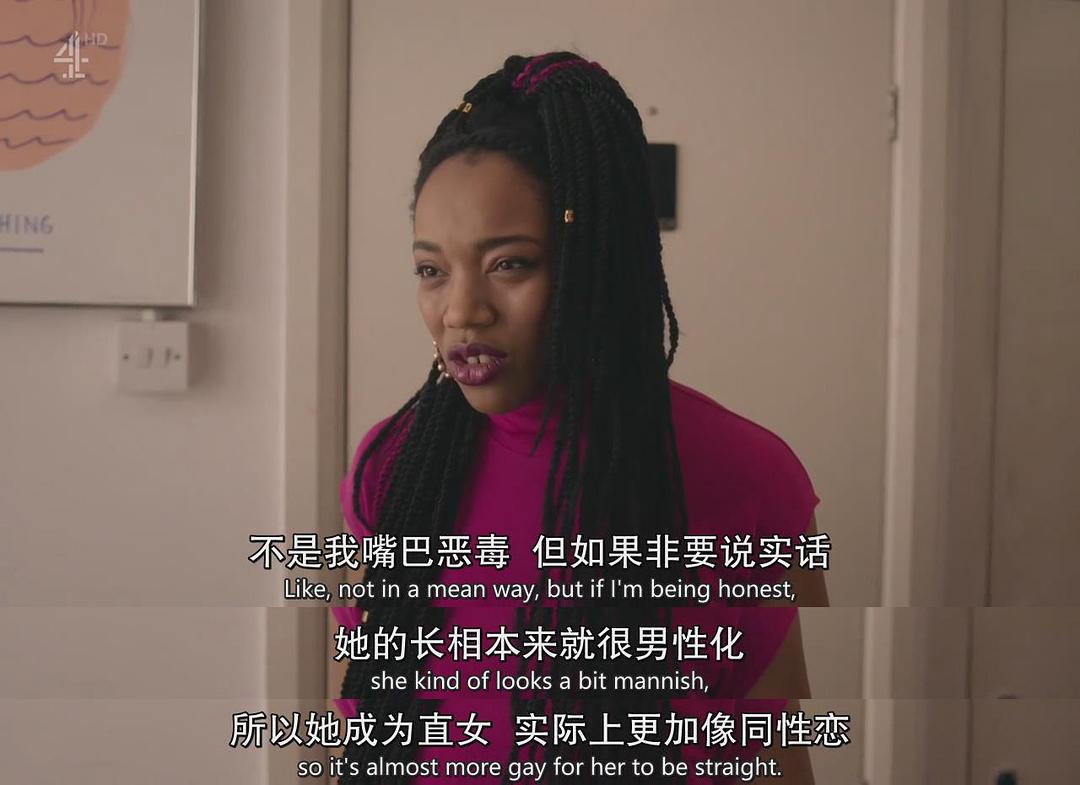 4HD
HING
不是我嘴巴恶毒 但如果非要说实话
Like, not in a mean way, but if I'm being honest,
她的长相本来就很男性化
she kind of looks a bit mannish,
所以她成为直女 实际上更加像同性恋
so it's almost more gay for her to be straight.